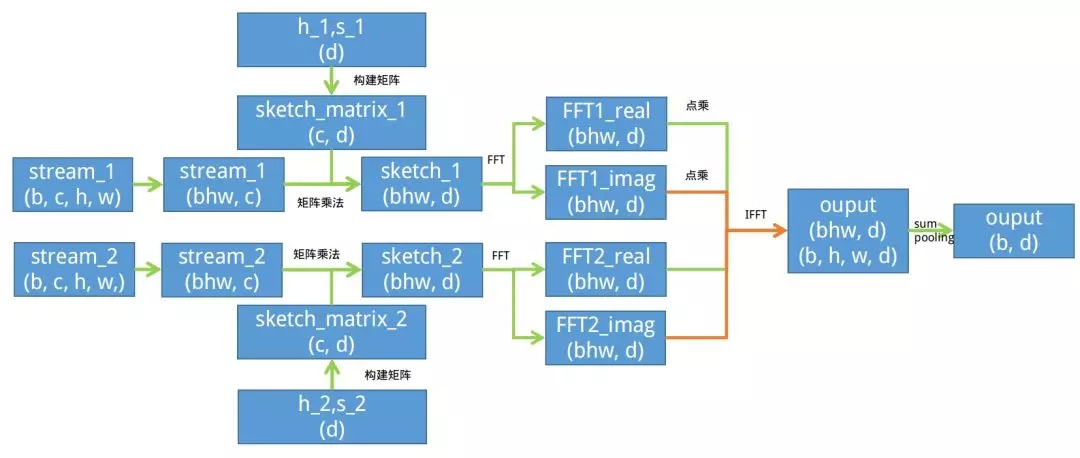 h_1,s_1
(d)
构建矩阵
sketch_matrix_1
(c, d)
stream_1
(b, c, h, w)
stream_1
(bhw, c)
矩阵乘法
sketch_1
(bhw, d)
FFT
FFT1_real
(bhw, d)
点乘
FFT1_imag
(bhw, d)
点乘
stream_2
(b, c, h, w,)
stream_2
(bhw, c)
矩阵乘法
sketch_2
(bhw, d)
FFT
FFT2_real
(bhw, d)
FFT2_imag
(bhw, d)
sketch_matrix_2
(c, d)
构建矩阵
h_2,s_2
(d)
IFFT
ouput
(bhw, d)
(b, h, w, d)
sum
pooling
ouput
(b, d)